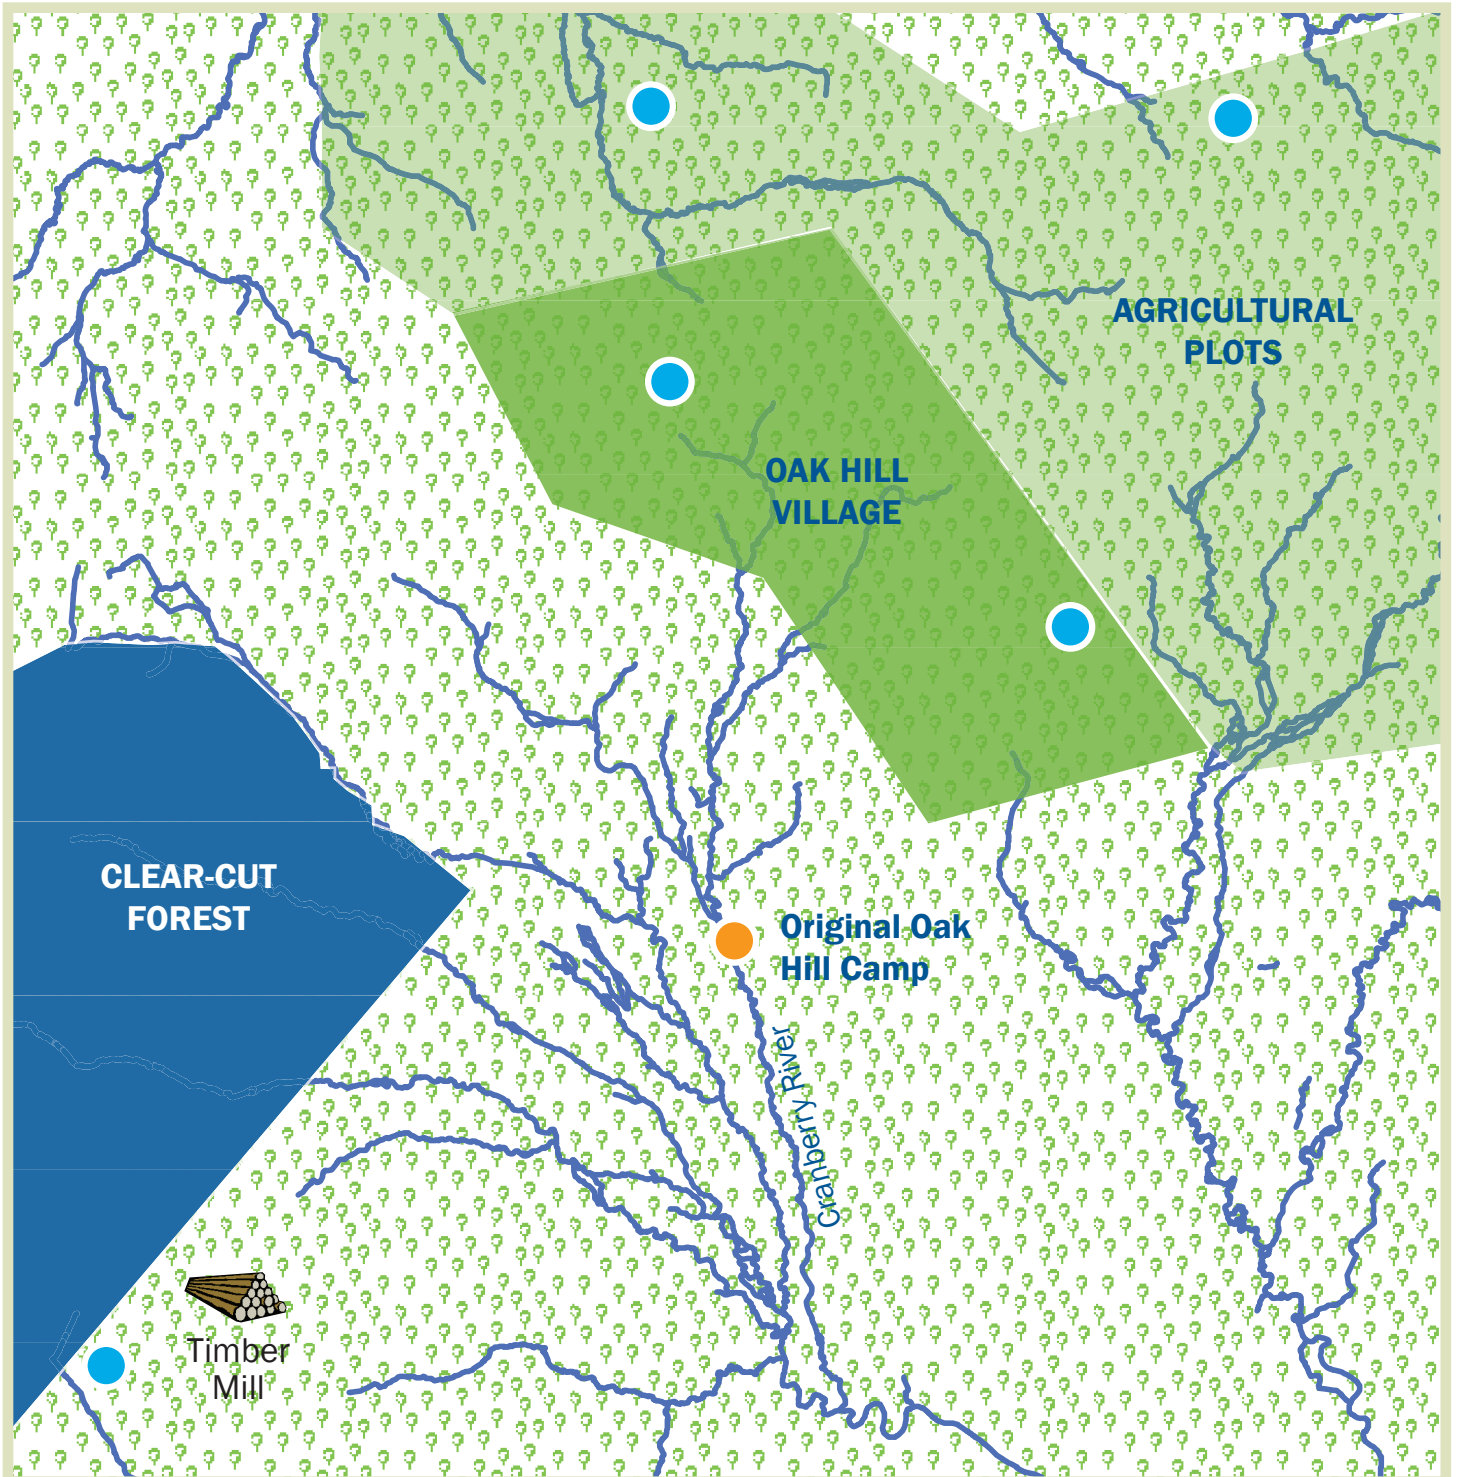 AGRICULTURAL
PLOTS
OAK HILL
VILLAGE
CLEAR-CUT
FOREST
Original Oak
Hill Camp
Cranberry River
Timber
Mill